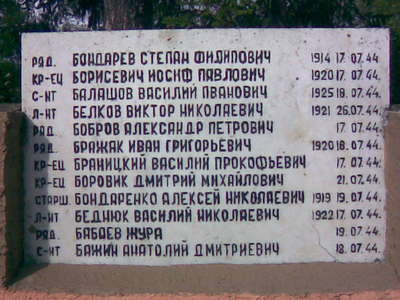 РЯД. БОНДАРЕВ СТЕПАН ФИЛИПОВИЧ 1914 17.07.44.
КР-ЕЦ БОРИСЕВИЧ ИОСИФ ПАВЛОВИЧ 1920 17.07.44.
С-НТ БАЛАШОВ ВАСИЛИЙ ИВАНОВИЧ 1925 18.07.44.
Л-НТ БЕЛКОВ ВИКТОР НИКОЛАЕВИЧ 1921 26.07.44.
РЯД. БОБРОВ АЛЕКСАНДР ПЕТРОВИЧ 17.07.44.
РЯД. БРАЖАК ИВАН ГРИГОРЬЕВИЧ 1920 18.07.44.
КР-ЕЦ БРАНИЦКИЙ ВАСИЛИЙ ПРОКОФЬЕВИЧ 17.07.44.
КР-ЕЦ БОРОВИК ДМИТРИЙ МИХАЙЛОВИЧ 21.07.44.
СТАРШ. БОНДАРЕНКО АЛЕКСЕЙ НИКОЛАЕВИЧ 1919 19.07.44.
Л-НТ БЕДНЮК ВАСИЛИЙ НИКОЛАЕВИЧ 1922 17.07.44.
РЯД. БАБАЕВ ЖУРА 19.07.44.
С-НТ БАЖИН АНАТОЛИЙ ДМИТРИЕВИЧ 18.07.44.